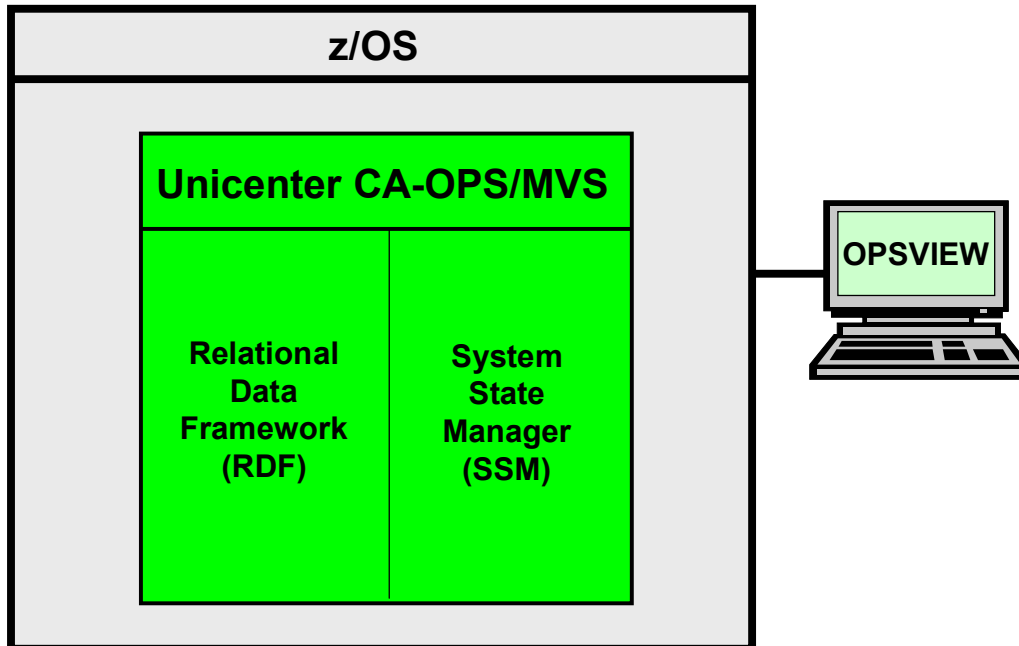 z/OS
Unicenter CA-OPS/MVS
OPSVIEW
Relational
Data
Framework
(RDF)
System
State
Manager
(SSM)